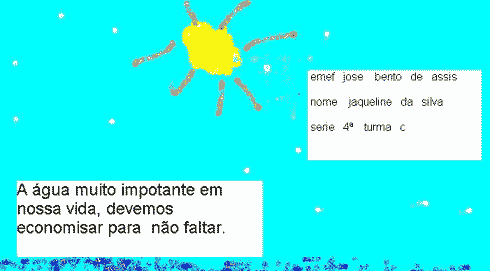 emef jose bento de assis
nome jaqueline da silva
serie 4ª turma c
A água muito impotante em
nossa vida, devemos
economisar para não faltar.